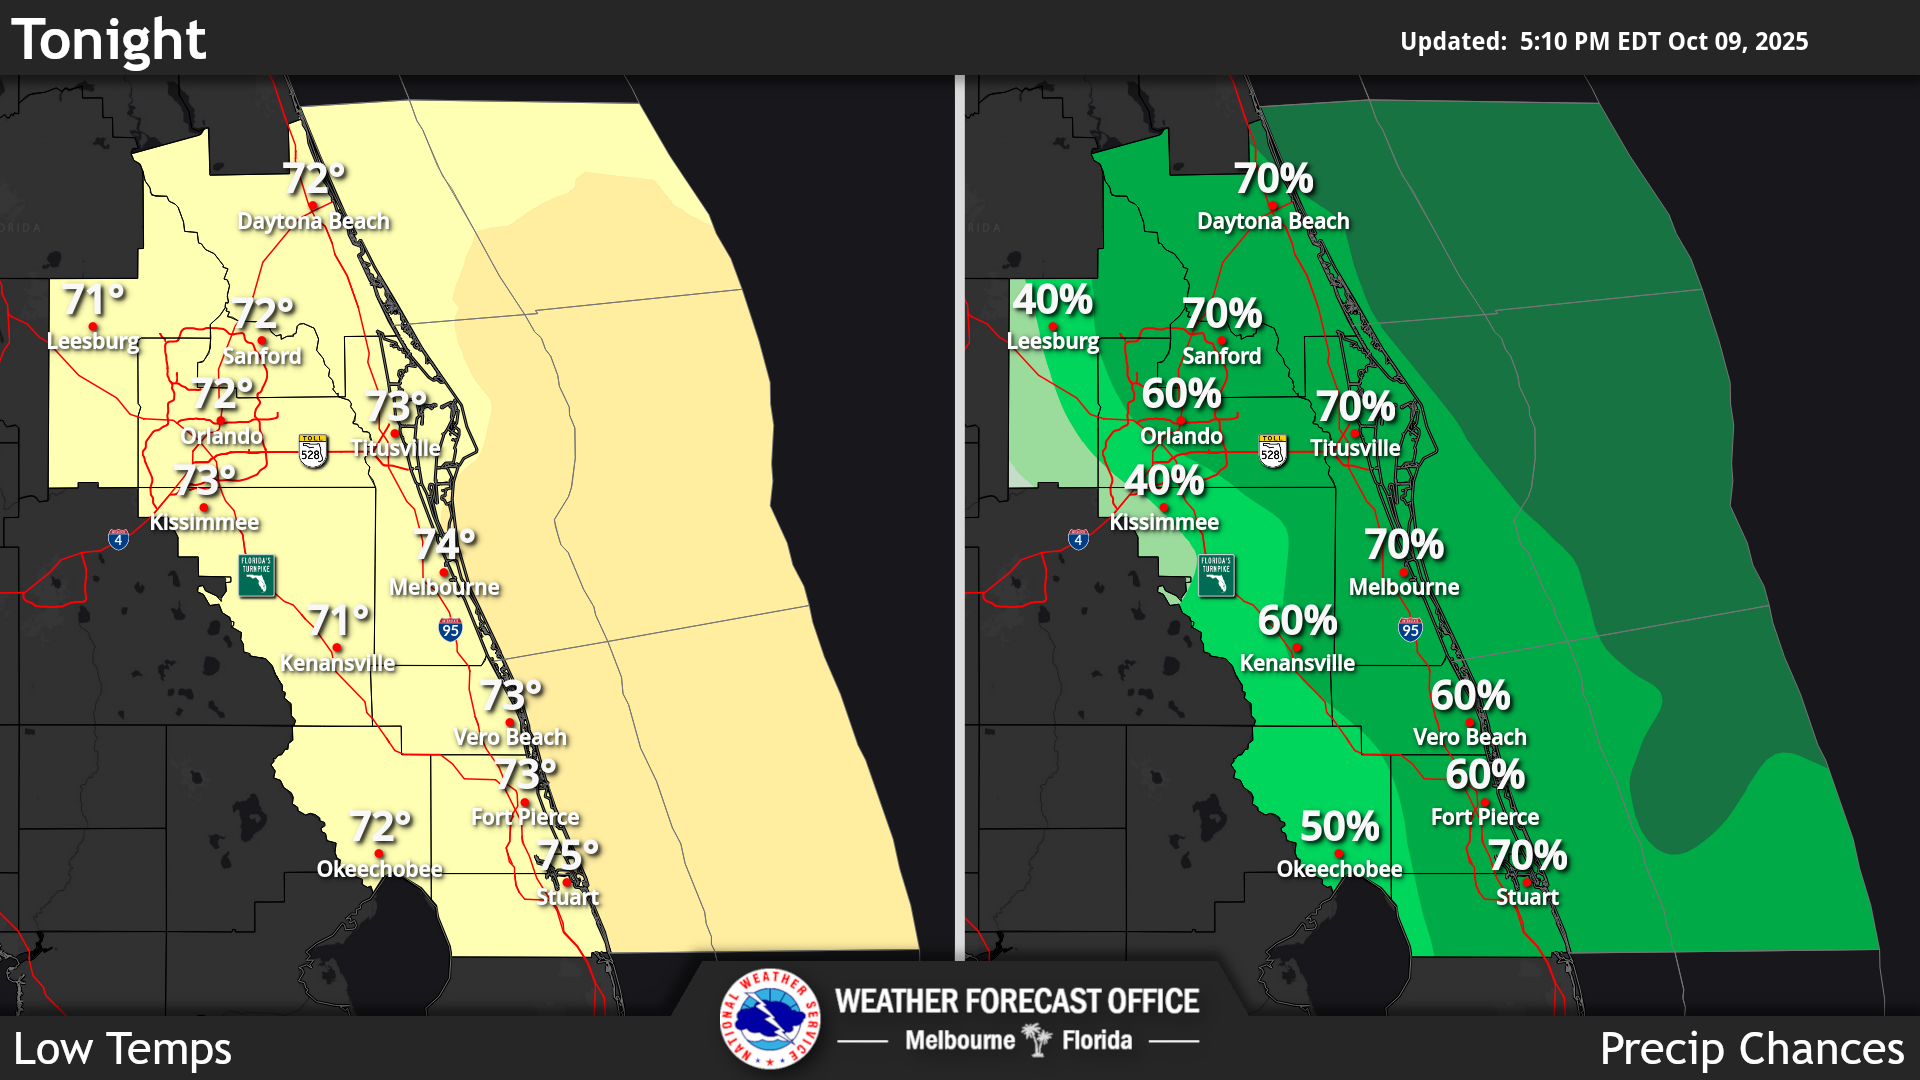 Tonight
Updated: 5:10 PM EDT Oct 09, 2025
72°
Daytona Beach
71°
Leesburg
72°
Sanford
72°
Orlando
73°
Titusville
TOLL
528
73°
Kissimmee
INTERSTATE
4
FLORIDA'S
TURNPIKE
74°
Melbourne
71°
Kenansville
95
73°
Vero Beach
73°
Fort Pierce
72°
Okeechobee
75°
Stuart
70%
Daytona Beach
40%
Leesburg
70%
Sanford
60%
Orlando
70%
Titusville
TOLL
528
40%
Kissimmee
4
FLORIDA'S
TURNPIKE
70%
Melbourne
60%
Kenansville
95
60%
Vero Beach
60%
Fort Pierce
50%
Okeechobee
70%
Stuart
NATIONAL WEATHER SERVICE
WEATHER FORECAST OFFICE
Melbourne Florida
Low Temps
Precip Chances